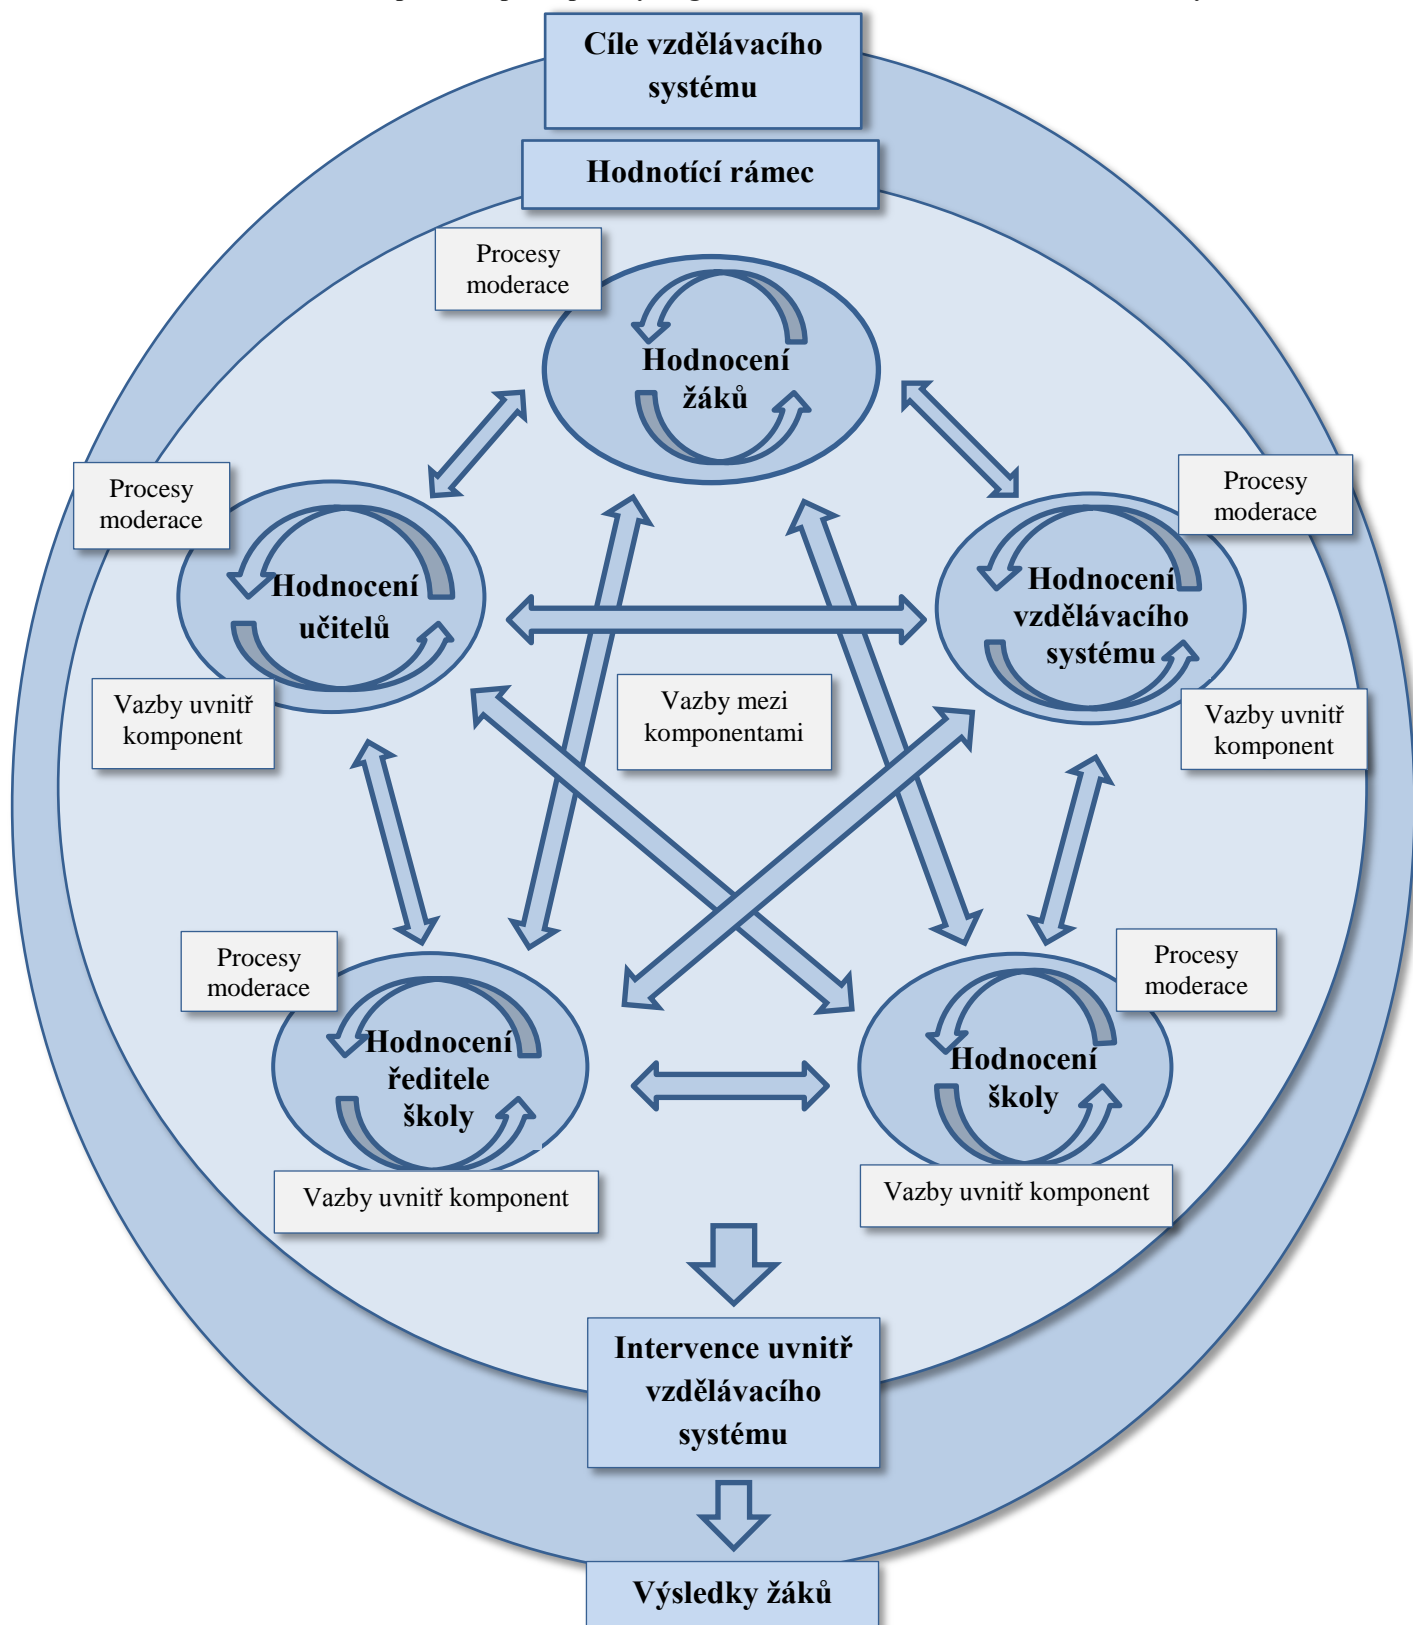 Cíle vzdělávacího
systému
Hodnotící rámec
Procesy
moderace
Hodnocení
žáků
Procesy
moderace
Procesy
moderace
Hodnocení
učitelů
Hodnocení
vzdělávacího
systému
Vazby uvnitř
komponent
Vazby mezi
komponentami
Vazby uvnitř
komponent
Procesy
moderace
Procesy
moderace
Hodnocení
ředitele
školy
Hodnocení
školy
Vazby uvnitř komponent
Vazby uvnitř komponent
Intervence uvnitř
vzdělávacího
systému
Výsledky žáků